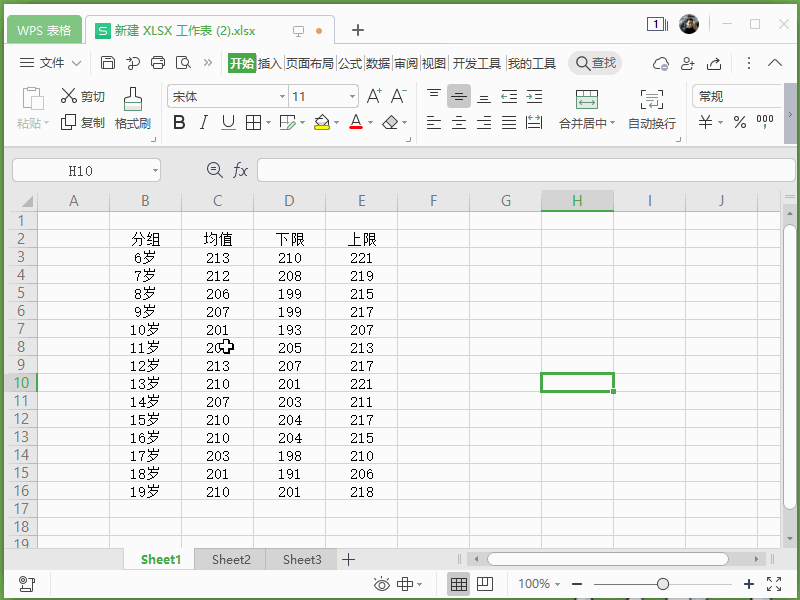 WPS 表格 新建 XLSX 工作表 (2).xlsx 1
文件 开始 插入 页面布局 公式 数据 审阅 视图 开发工具 我的工具 查找
剪切 宋体 11 A+ A- 常规
粘贴 复制 格式刷 B I U A 合并居中 自动换行 ¥ %
H10 fx
A B C D E F G H I J
1
2 分组 均值 下限 上限
3 6岁 213 210 221
4 7岁 212 208 219
5 8岁 206 199 215
6 9岁 207 199 217
7 10岁 201 193 207
8 11岁 205 213
9 12岁 213 207 217
10 13岁 210 201 221
11 14岁 207 203 211
12 15岁 210 204 217
13 16岁 210 204 215
14 17岁 203 198 210
15 18岁 201 191 206
16 19岁 210 201 218
17
18
19
Sheet1 Sheet2 Sheet3
100%